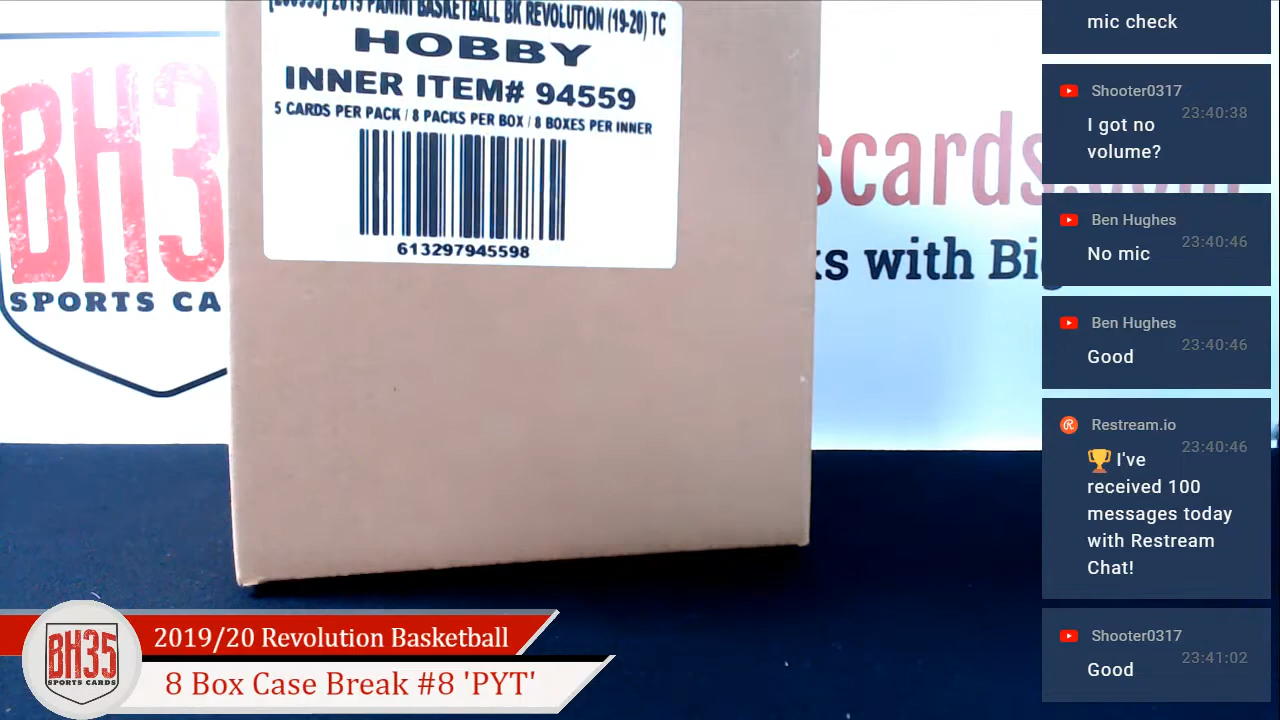 [200999] 2019 PANINI BASKETBALL BK REVOLUTION (19-20) TC
HOBBY
INNER ITEM# 94559
5 CARDS PER PACK / 8 PACKS PER BOX / 8 BOXES PER INNER
613297945598
BH35
SPORTS CA
scards.com
ks with Big
mic check
Shooter0317
23:40:38
I got no
volume?
Ben Hughes
23:40:46
No mic
Ben Hughes
23:40:46
Good
Restream.io
23:40:46
🏆 I've
received 100
messages today
with Restream
Chat!
Shooter0317
23:41:02
Good
BH35
SPORTS CARDS
2019/20 Revolution Basketball
8 Box Case Break #8 'PYT'